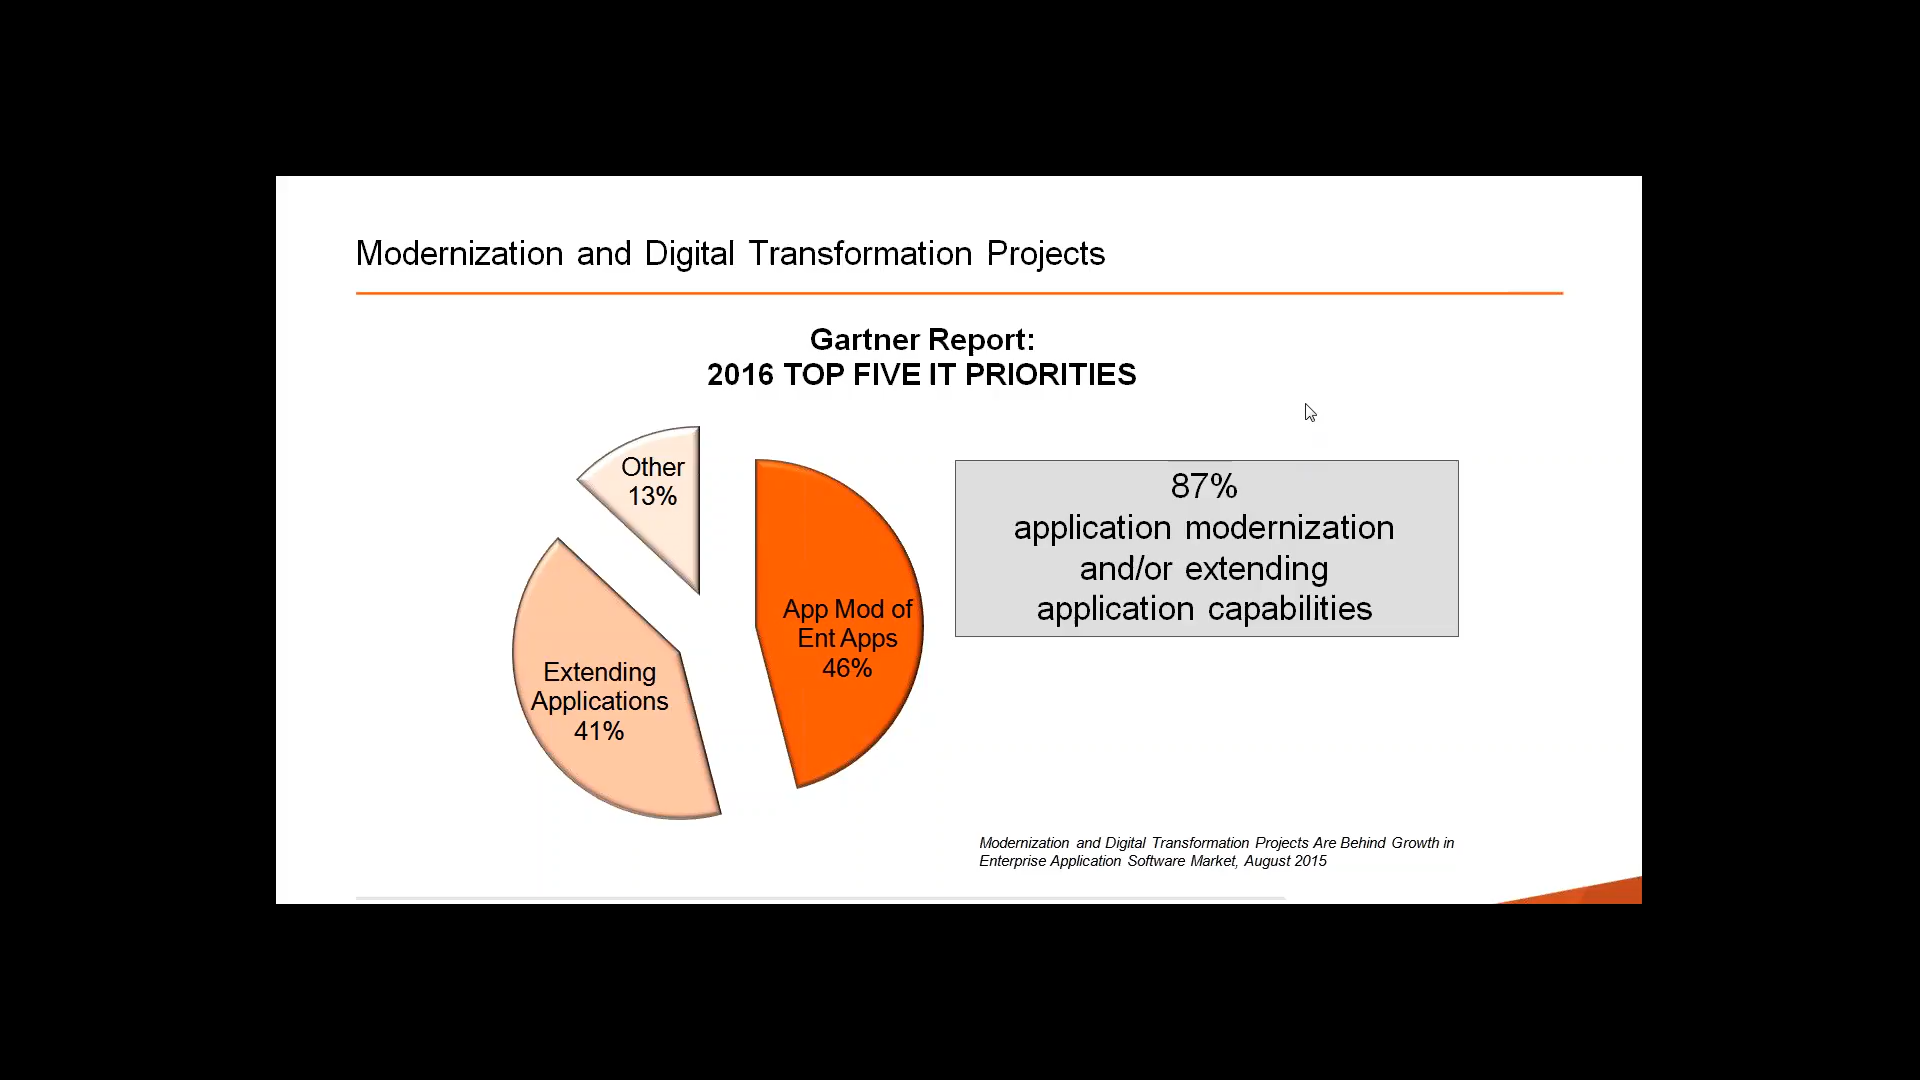 Modernization and Digital Transformation Projects
Gartner Report:
2016 TOP FIVE IT PRIORITIES
Other
13%
App Mod of
Ent Apps
46%
Extending
Applications
41%
87%
application modernization
and/or extending
application capabilities
Modernization and Digital Transformation Projects Are Behind Growth in
Enterprise Application Software Market, August 2015